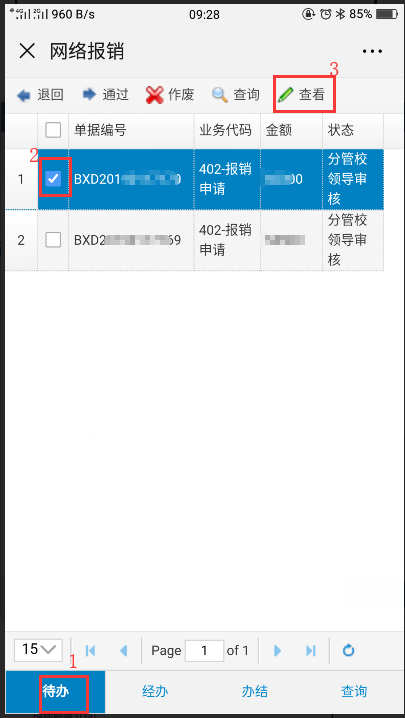 4G 2G 960 B/s 09:28 85%
网络报销
3
退回 通过 作废 查询 查看
单据编号 业务代码 金额 状态
2
1 BXD201 9 402-报销申请 00 分管校领导审核
2 BXD2 69 402-报销申请 分管校领导审核
15 Page 1 of 1
1
待办 经办 办结 查询